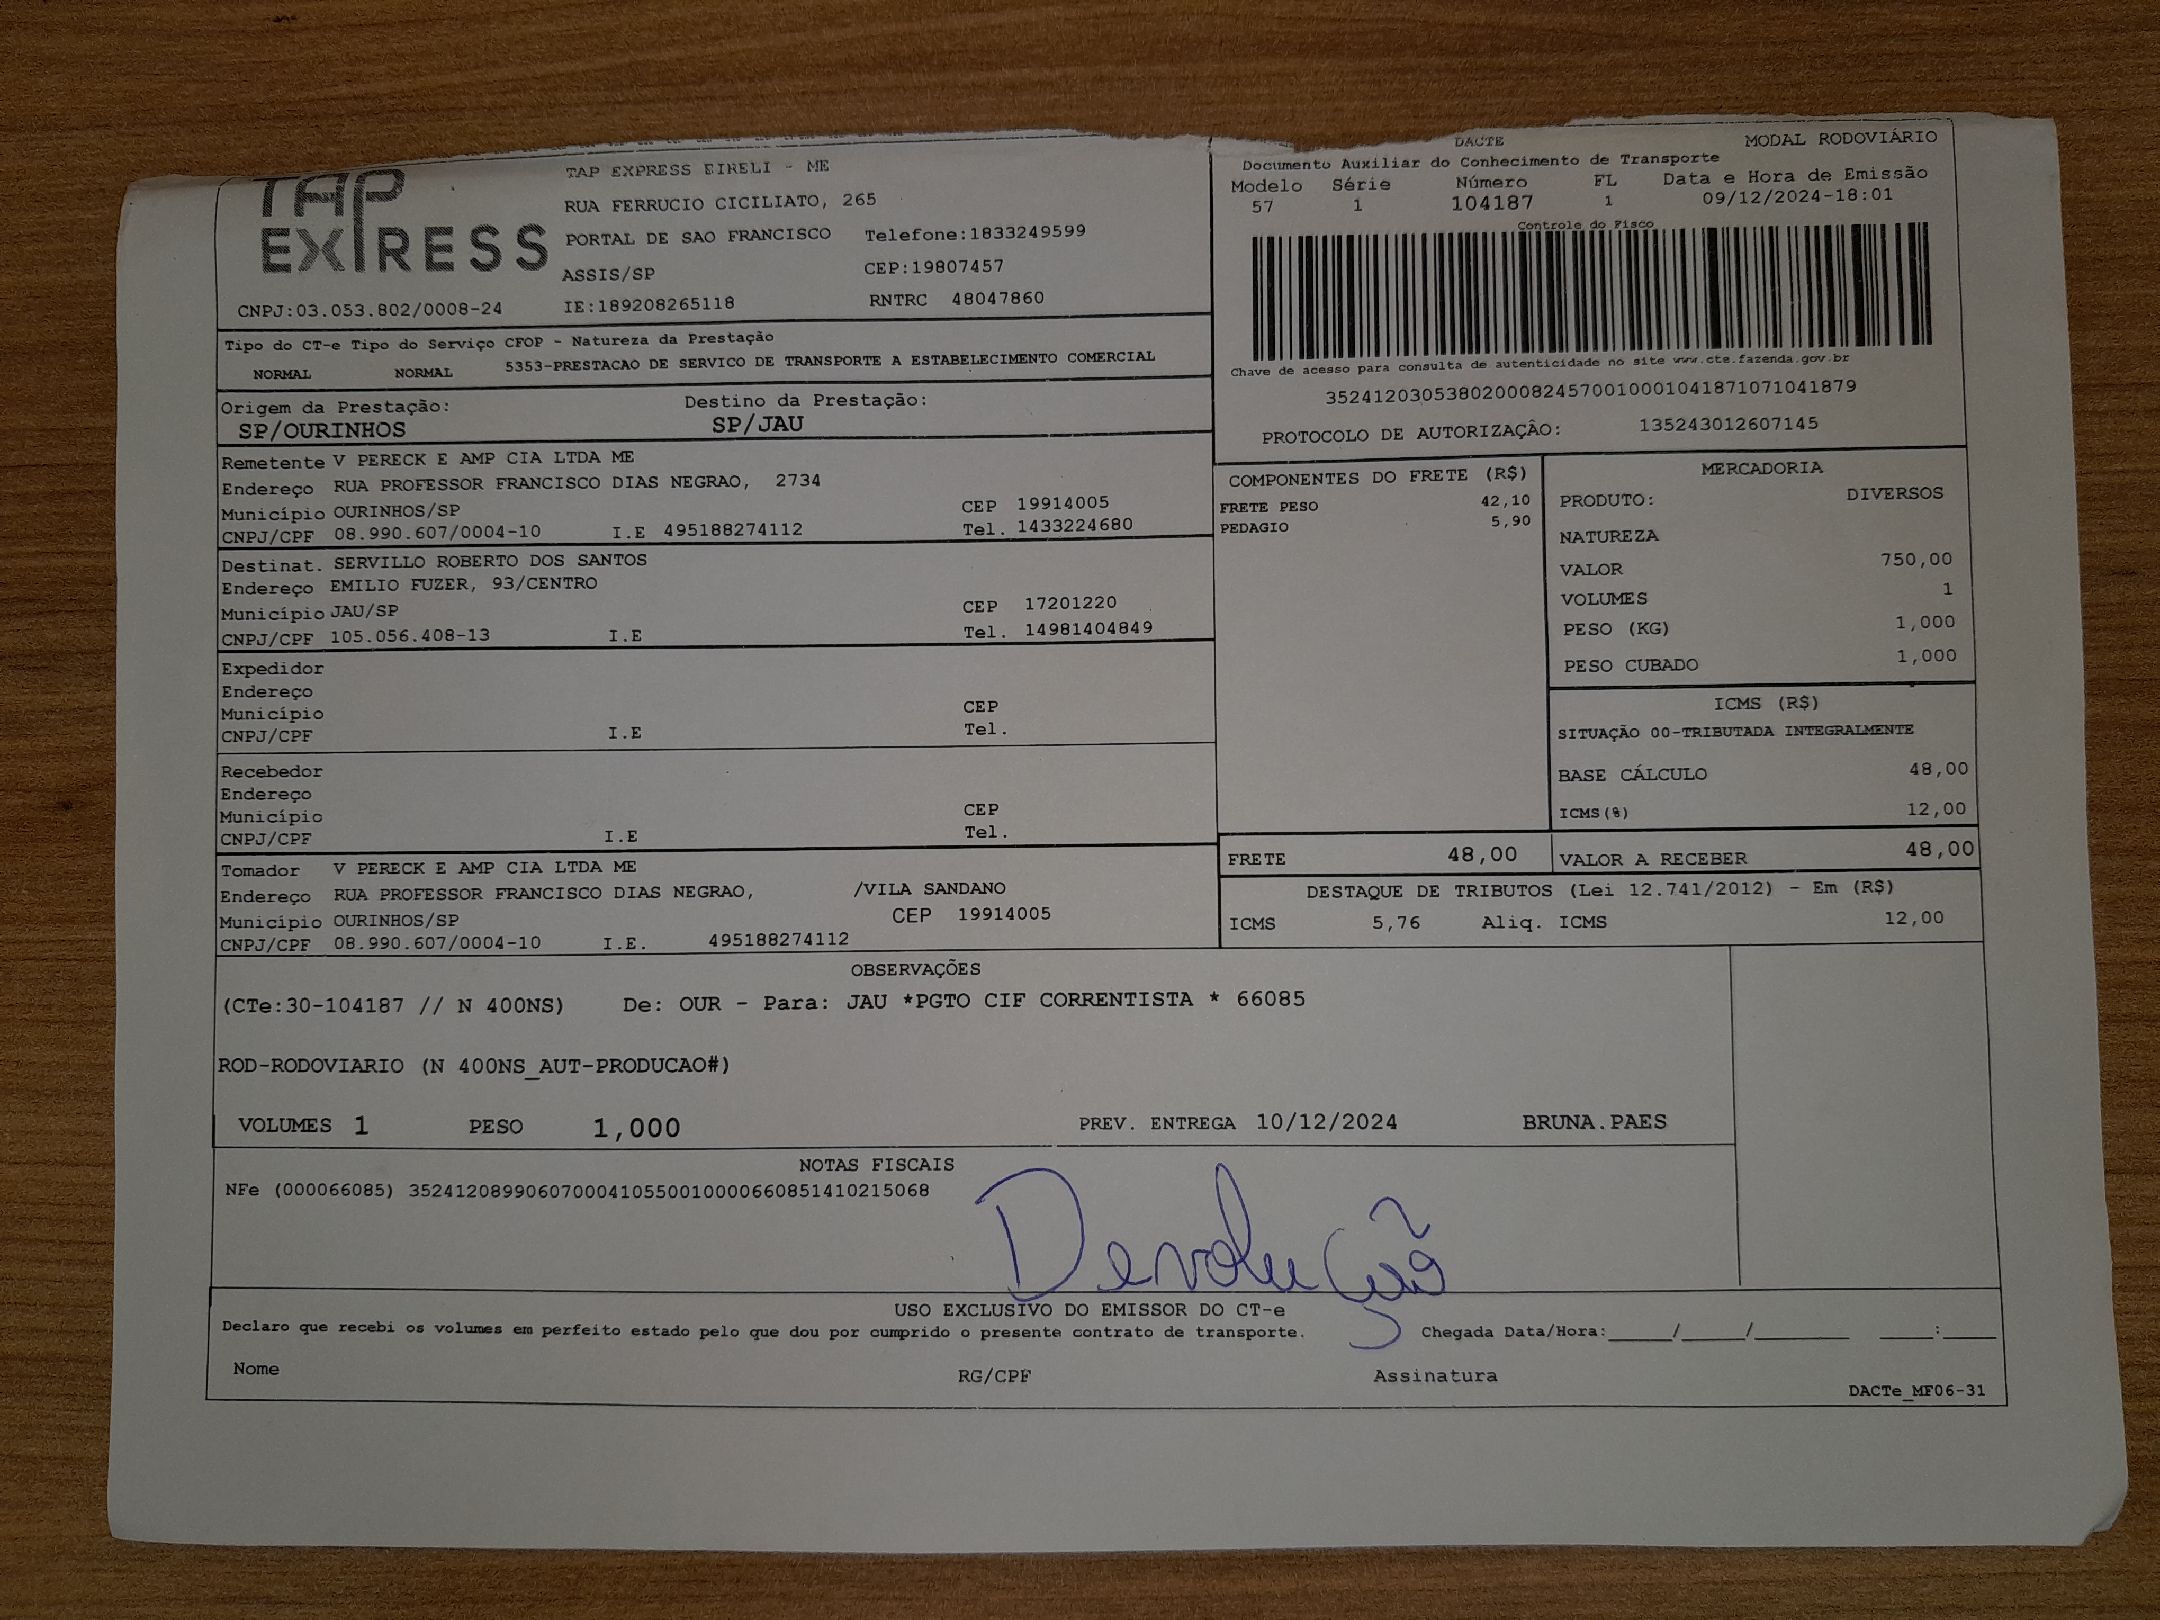 DACTE MODAL RODOVIÁRIO
Documento Auxiliar do Conhecimento de Transporte
Modelo Série Número FL Data e Hora de Emissão
57 1 104187 1 09/12/2024-18:01
Controle do Fisco
TAP EXPRESS
TAP EXPRESS EIRELI - ME
RUA FERRUCIO CICILIATO, 265
PORTAL DE SAO FRANCISCO Telefone:1833249599
ASSIS/SP CEP:19807457
CNPJ:03.053.802/0008-24 IE:189208265118 RNTRC 48047860
Tipo do CT-e Tipo do Serviço CFOP - Natureza da Prestação
NORMAL NORMAL 5353-PRESTACAO DE SERVICO DE TRANSPORTE A ESTABELECIMENTO COMERCIAL
Chave de acesso para consulta de autenticidade no site www.cte.fazenda.gov.br
35241203053802000824570010001041871071041879
PROTOCOLO DE AUTORIZAÇÃO: 135243012607145
Origem da Prestação: Destino da Prestação:
SP/OURINHOS SP/JAU
Remetente V PERECK E AMP CIA LTDA ME
Endereço RUA PROFESSOR FRANCISCO DIAS NEGRAO, 2734
Município OURINHOS/SP CEP 19914005
CNPJ/CPF 08.990.607/0004-10 I.E 495188274112 Tel. 1433224680
Destinat. SERVILLO ROBERTO DOS SANTOS
Endereço EMILIO FUZER, 93/CENTRO
Município JAU/SP CEP 17201220
CNPJ/CPF 105.056.408-13 I.E Tel. 14981404849
Expedidor
Endereço
Município CEP
CNPJ/CPF I.E Tel.
Recebedor
Endereço
Município CEP
CNPJ/CPF I.E Tel.
Tomador V PERECK E AMP CIA LTDA ME
Endereço RUA PROFESSOR FRANCISCO DIAS NEGRAO, /VILA SANDANO
Município OURINHOS/SP CEP 19914005
CNPJ/CPF 08.990.607/0004-10 I.E. 495188274112
COMPONENTES DO FRETE (R$)
FRETE PESO 42,10
PEDAGIO 5,90
MERCADORIA
PRODUTO: DIVERSOS
NATUREZA
VALOR 750,00
VOLUMES 1
PESO (KG) 1,000
PESO CUBADO 1,000
ICMS (R$)
SITUAÇÃO 00-TRIBUTADA INTEGRALMENTE
BASE CÁLCULO 48,00
ICMS(%) 12,00
FRETE 48,00 VALOR A RECEBER 48,00
DESTAQUE DE TRIBUTOS (Lei 12.741/2012) - Em (R$)
ICMS 5,76 Aliq. ICMS 12,00
OBSERVAÇÕES
(CTe:30-104187 // N 400NS) De: OUR - Para: JAU *PGTO CIF CORRENTISTA * 66085
ROD-RODOVIARIO (N 400NS_AUT-PRODUCAO#)
VOLUMES 1 PESO 1,000 PREV. ENTREGA 10/12/2024 BRUNA.PAES
NOTAS FISCAIS
NFe (000066085) 35241208990607000410550010000660851410215068
Devolução
USO EXCLUSIVO DO EMISSOR DO CT-e
Declaro que recebi os volumes em perfeito estado pelo que dou por cumprido o presente contrato de transporte. Chegada Data/Hora:____/____/______ ___:___
Nome RG/CPF Assinatura
DACTe_MF06-31